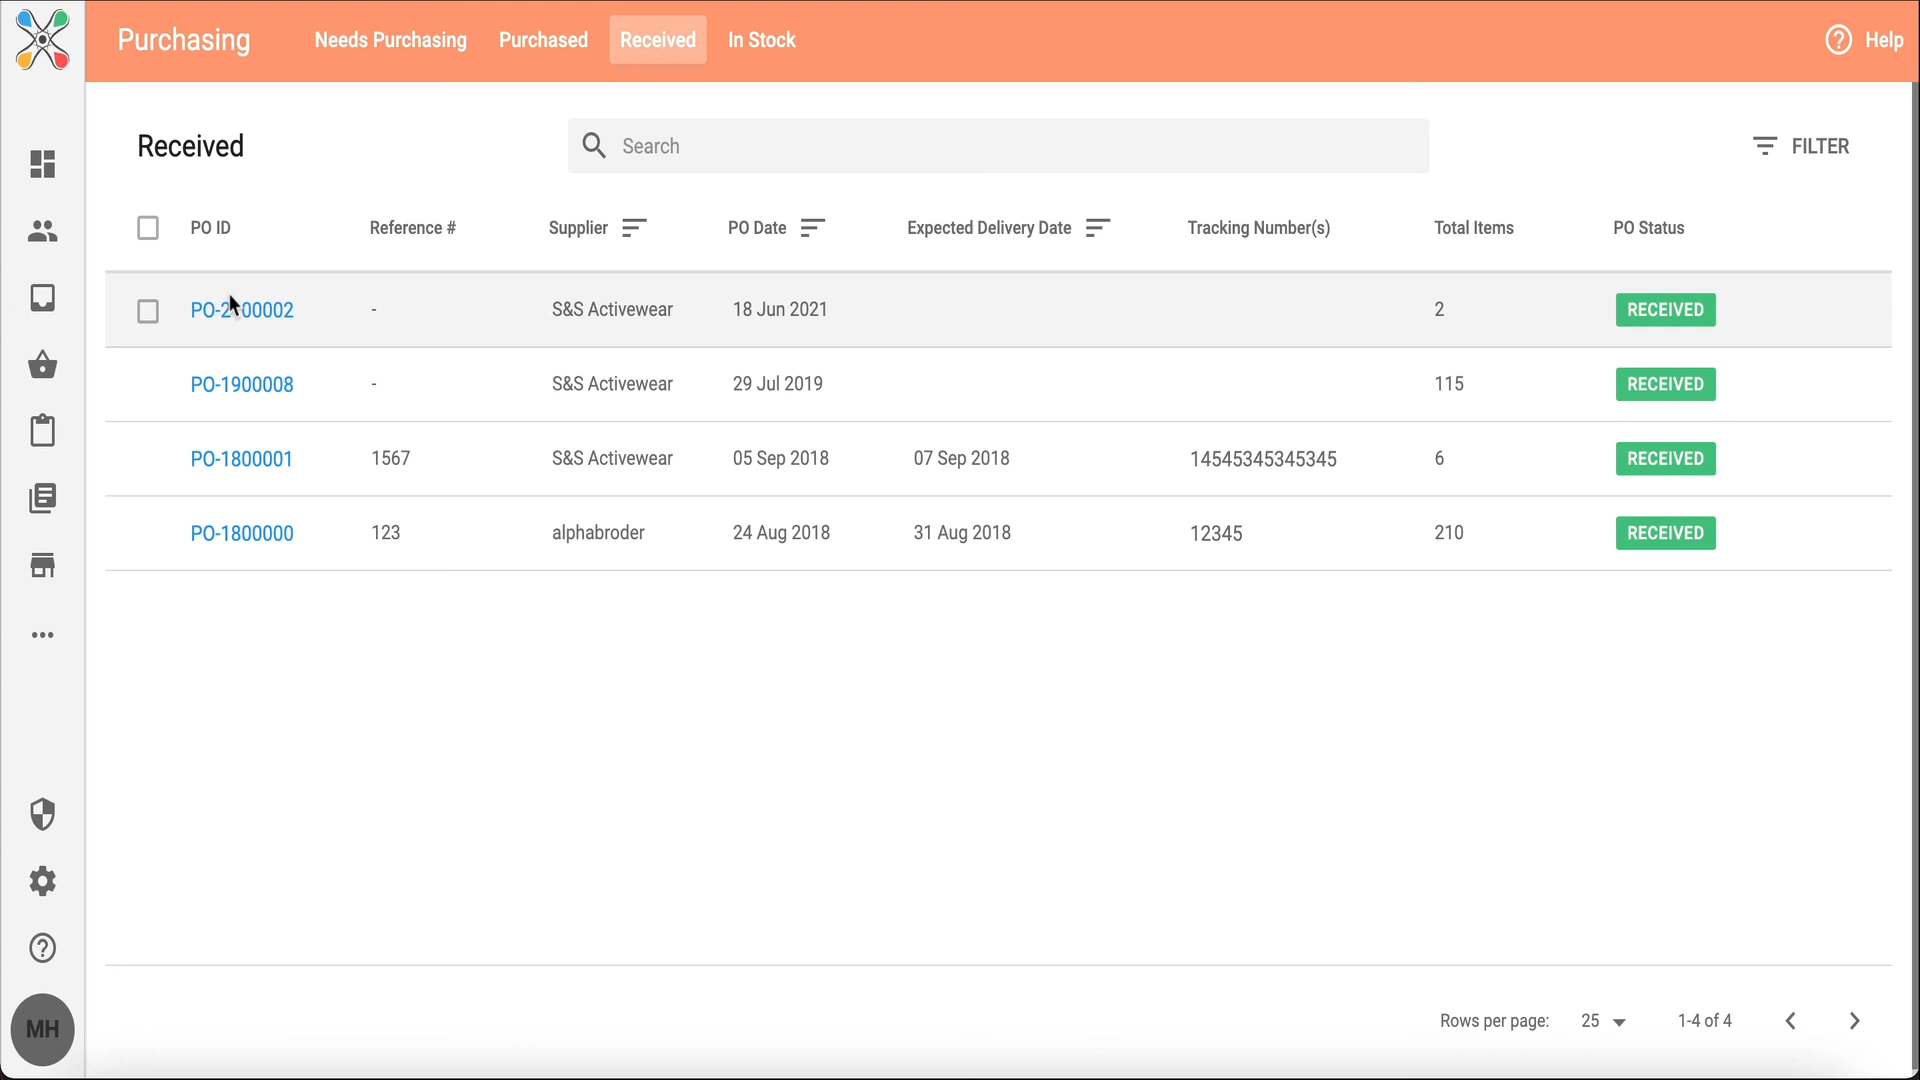 Purchasing Needs Purchasing Purchased Received In Stock Help
Received Search FILTER
PO ID Reference # Supplier PO Date Expected Delivery Date Tracking Number(s) Total Items PO Status
- S&S Activewear 18 Jun 2021 2 RECEIVED
PO-1900008 - S&S Activewear 29 Jul 2019 115 RECEIVED
PO-1800001 1567 S&S Activewear 05 Sep 2018 07 Sep 2018 14545345345345 6 RECEIVED
PO-1800000 123 alphabroder 24 Aug 2018 31 Aug 2018 12345 210 RECEIVED
MH
Rows per page: 25 1-4 of 4